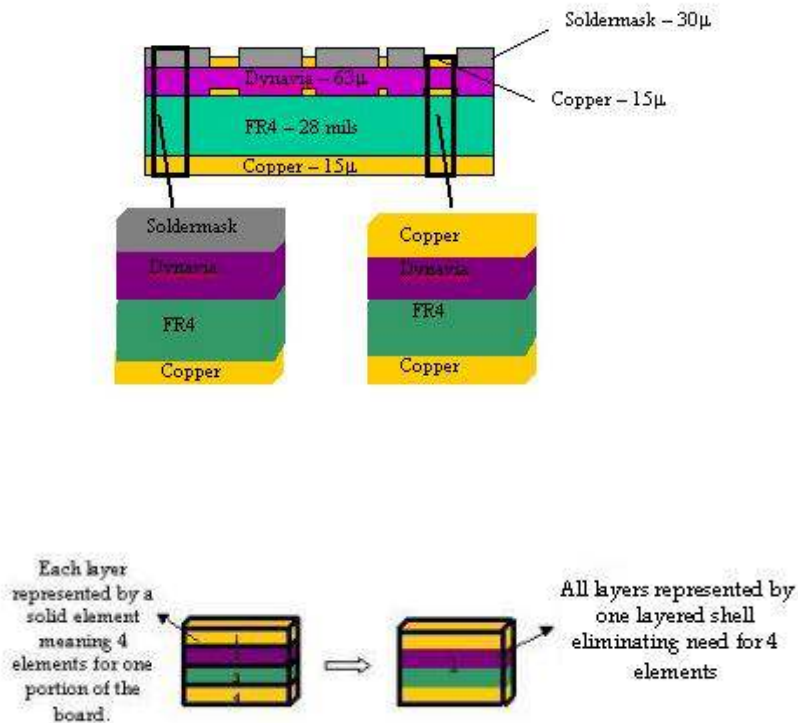 Soldermask – 30µ
Dynavia – 63µ
Copper – 15µ
FR4 – 28 mils
Copper – 15µ
Soldermask
Dynavia
FR4
Copper
Copper
Dynavia
FR4
Copper
Each layer
represented by a
solid element
meaning 4
elements for one
portion of the
board.
1
3
4
All layers represented by
one layered shell
eliminating need for 4
elements